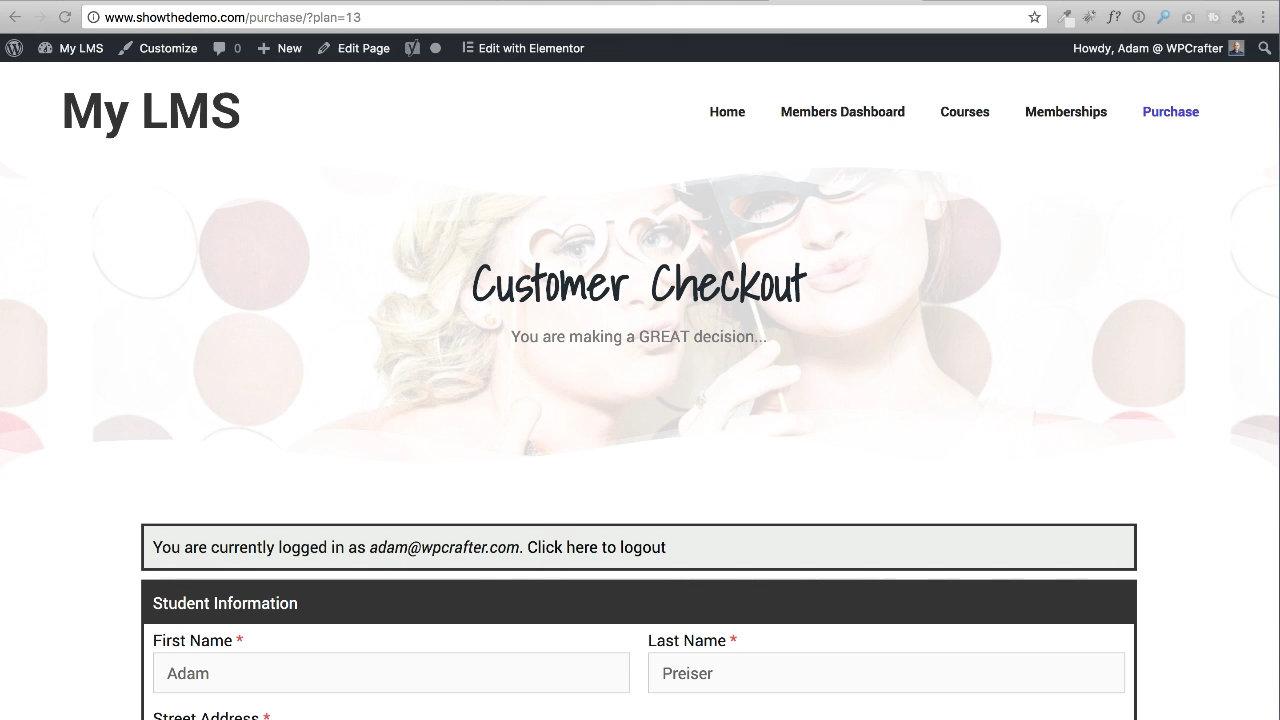 www.showthedemo.com/purchase/?plan=13
My LMS Customize 0 New Edit Page Edit with Elementor Howdy, Adam @ WPCrafter
My LMS
Home Members Dashboard Courses Memberships Purchase
Customer Checkout
You are making a GREAT decision...
You are currently logged in as adam@wpcrafter.com. Click here to logout
Student Information
First Name * Last Name *
Adam Preiser
Street Address *